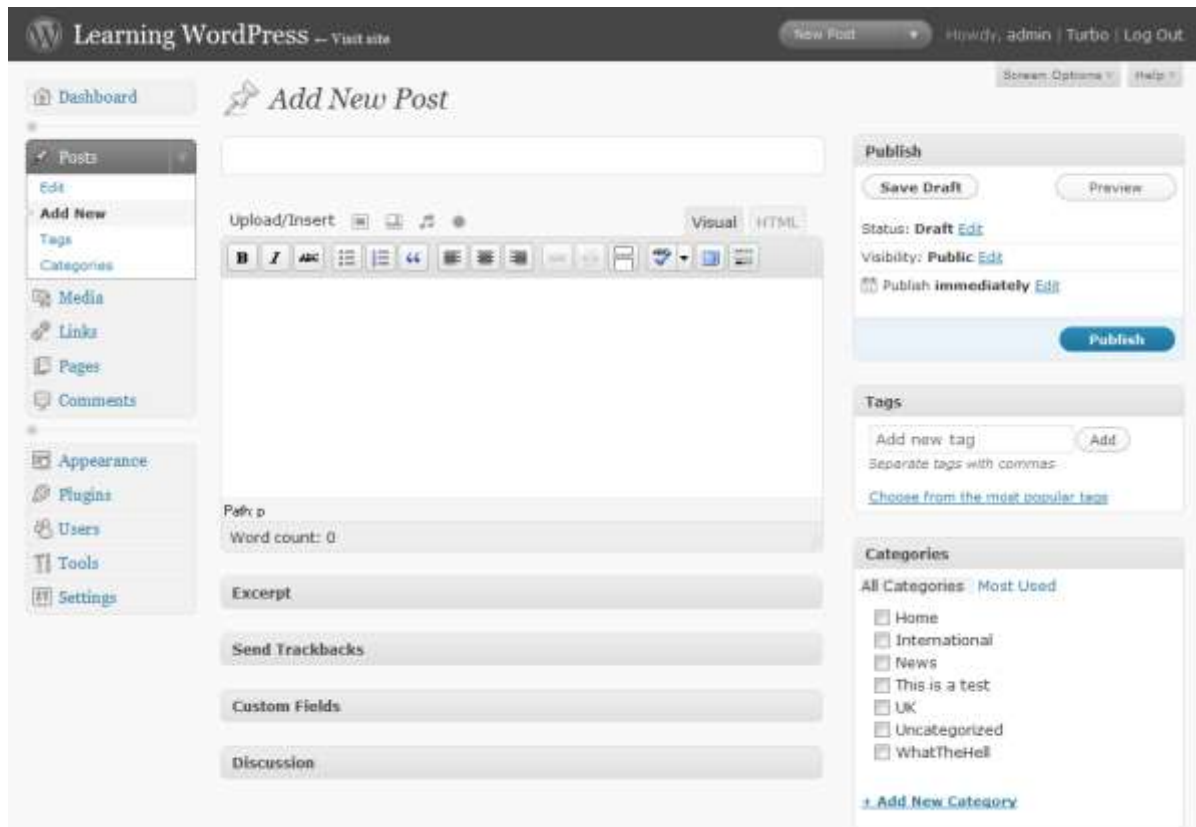 Learning WordPress – Visit site
New Post
Howdy, admin | Turbo | Log Out
Screen Options
Help
Dashboard
Posts
Edit
Add New
Tags
Categories
Media
Links
Pages
Comments
Appearance
Plugins
Users
Tools
Settings
Add New Post
Upload/Insert
Visual
HTML
B I ABC
Path: p
Word count: 0
Excerpt
Send Trackbacks
Custom Fields
Discussion
Publish
Save Draft
Preview
Status: Draft Edit
Visibility: Public Edit
Publish immediately Edit
Publish
Tags
Add new tag
Add
Separate tags with commas
Choose from the most popular tags
Categories
All Categories Most Used
Home
International
News
This is a test
UK
Uncategorized
WhatTheHell
+ Add New Category